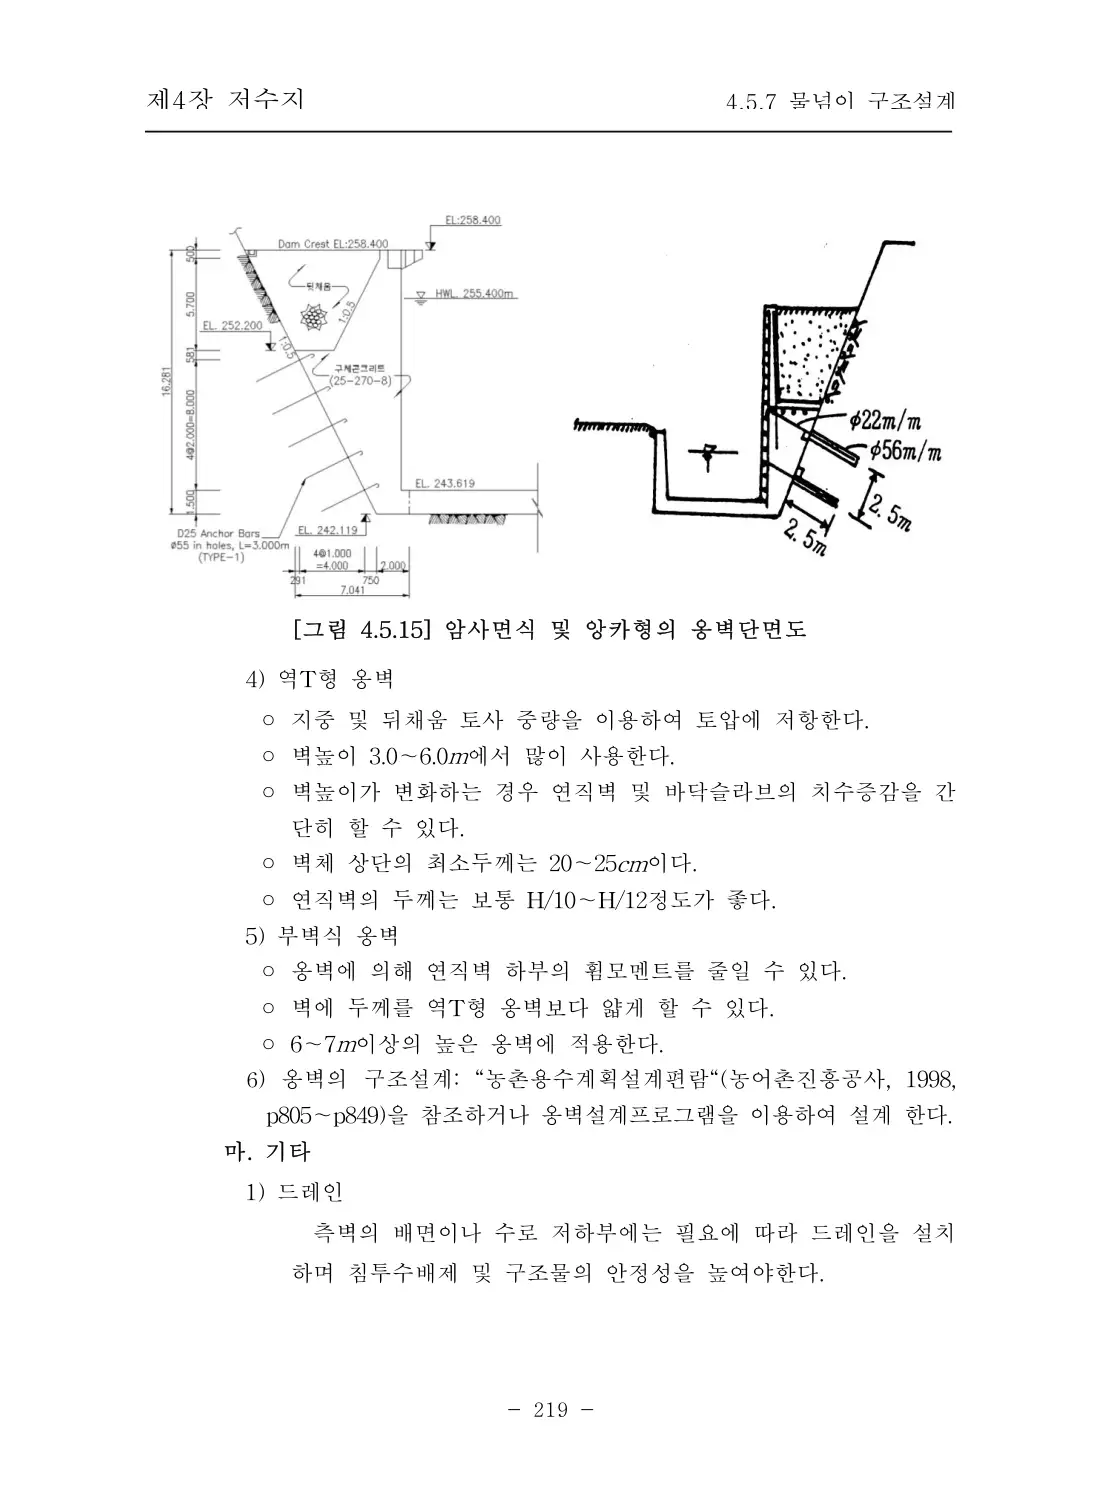 제4장 저수지
4.5.7 물넘이 구조설계
EL:258.400
Dam Crest EL:258.400
500
뒷채움
HWL. 255.400m
5.700
1:0.8
EL. 252.200
1:0.5
581
구체콘크리트
(25-270-8)
16.281
4@2.000=8.000
EL. 243.619
1.500
D25 Anchor Bars
ø55 in holes, L=3.000m
(TYPE-1)
EL. 242.119
4@1.000
=4.000
2.000
291
750
7.041
ϕ22m/m
ϕ56m/m
2.5m
2.5m
[그림 4.5.15] 암사면식 및 앙카형의 옹벽단면도
4) 역T형 옹벽
○ 지중 및 뒤채움 토사 중량을 이용하여 토압에 저항한다.
○ 벽높이 3.0~6.0m에서 많이 사용한다.
○ 벽높이가 변화하는 경우 연직벽 및 바닥슬라브의 치수증감을 간
단히 할 수 있다.
○ 벽체 상단의 최소두께는 20~25cm이다.
○ 연직벽의 두께는 보통 H/10~H/12정도가 좋다.
5) 부벽식 옹벽
○ 옹벽에 의해 연직벽 하부의 휨모멘트를 줄일 수 있다.
○ 벽에 두께를 역T형 옹벽보다 얇게 할 수 있다.
○ 6~7m이상의 높은 옹벽에 적용한다.
6) 옹벽의 구조설계: “농촌용수계획설계편람“(농어촌진흥공사, 1998,
p805~p849)을 참조하거나 옹벽설계프로그램을 이용하여 설계 한다.
마. 기타
1) 드레인
측벽의 배면이나 수로 저하부에는 필요에 따라 드레인을 설치
하며 침투수배제 및 구조물의 안정성을 높여야한다.
- 219 -